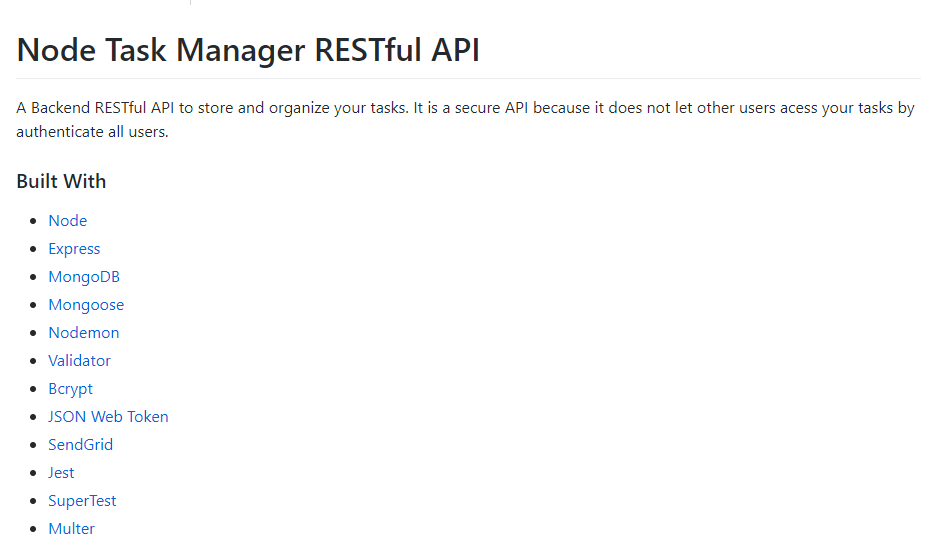 Node Task Manager RESTful API
A Backend RESTful API to store and organize your tasks. It is a secure API because it does not let other users acess your tasks by
authenticate all users.
Built With
Node
Express
MongoDB
Mongoose
Nodemon
Validator
Bcrypt
JSON Web Token
SendGrid
Jest
SuperTest
Multer